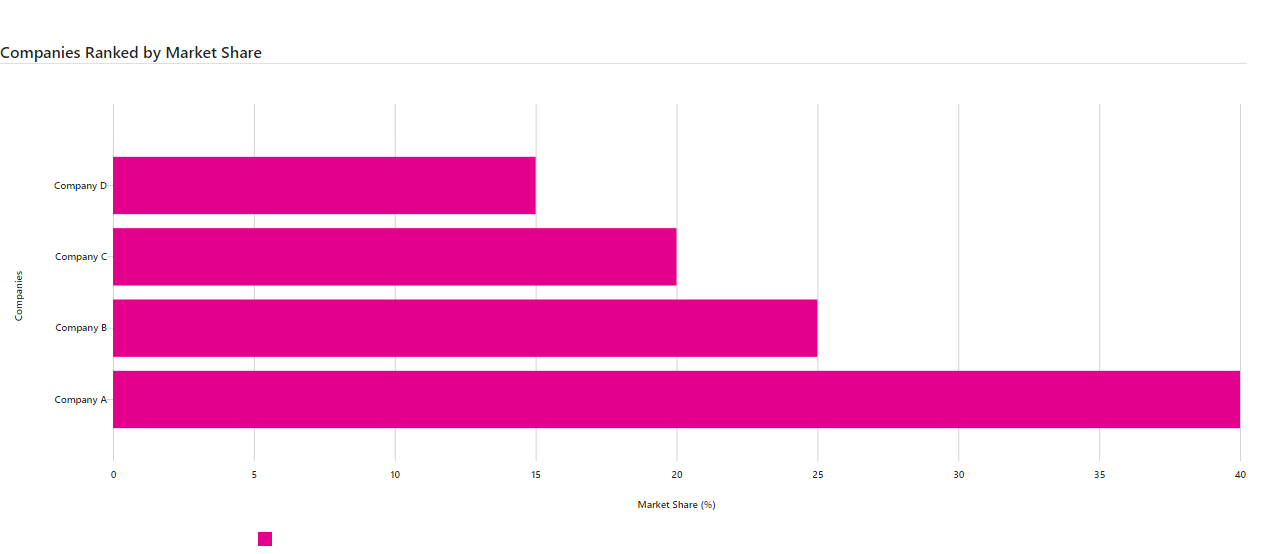 Companies Ranked by Market Share
Company D
Company C
Company B
Company A
Companies
0 5 10 15 20 25 30 35 40
Market Share (%)